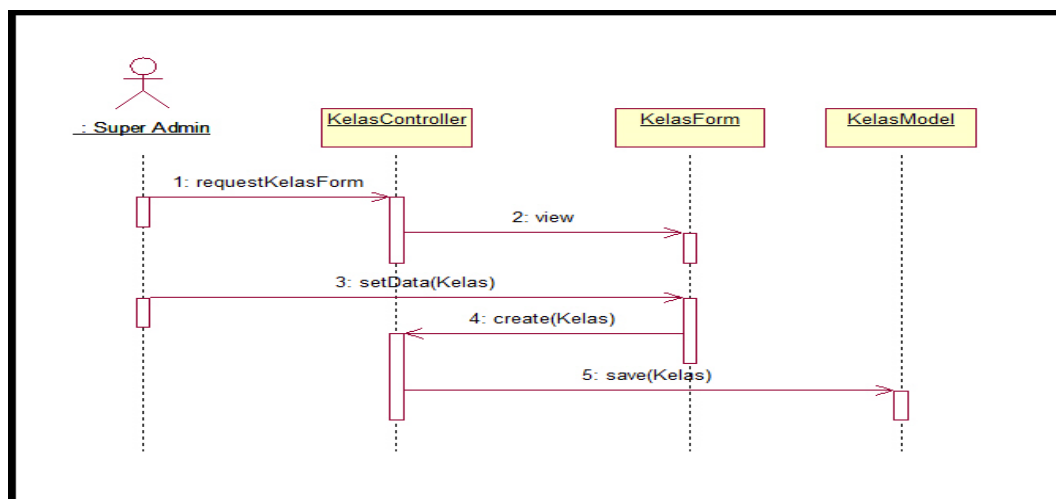 : Super Admin
KelasController
KelasForm
KelasModel
1: requestKelasForm
2: view
3: setData(Kelas)
4: create(Kelas)
5: save(Kelas)